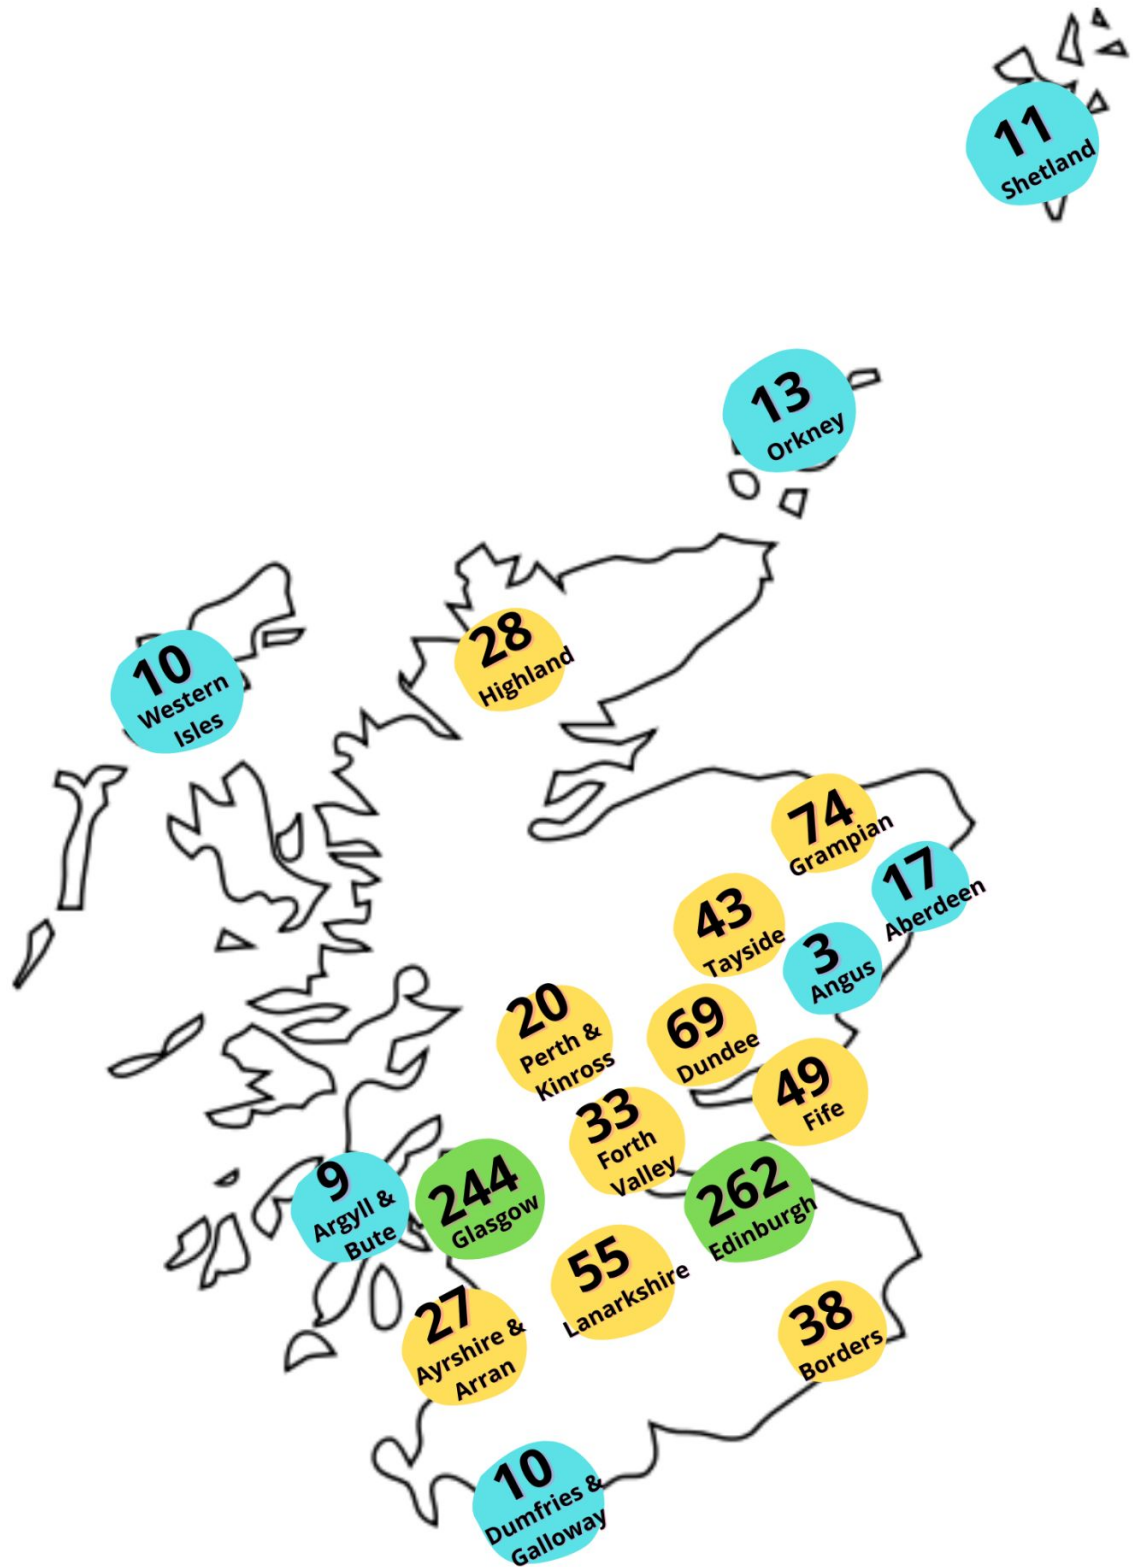 11
Shetland
13
Orkney
28
Highland
10
Western
Isles
74
Grampian
17
Aberdeen
43
Tayside
3
Angus
20
Perth &
Kinross
69
Dundee
49
Fife
33
Forth
Valley
9
Argyll &
Bute
244
Glasgow
262
Edinburgh
55
Lanarkshire
27
Ayrshire &
Arran
38
Borders
10
Dumfries &
Galloway